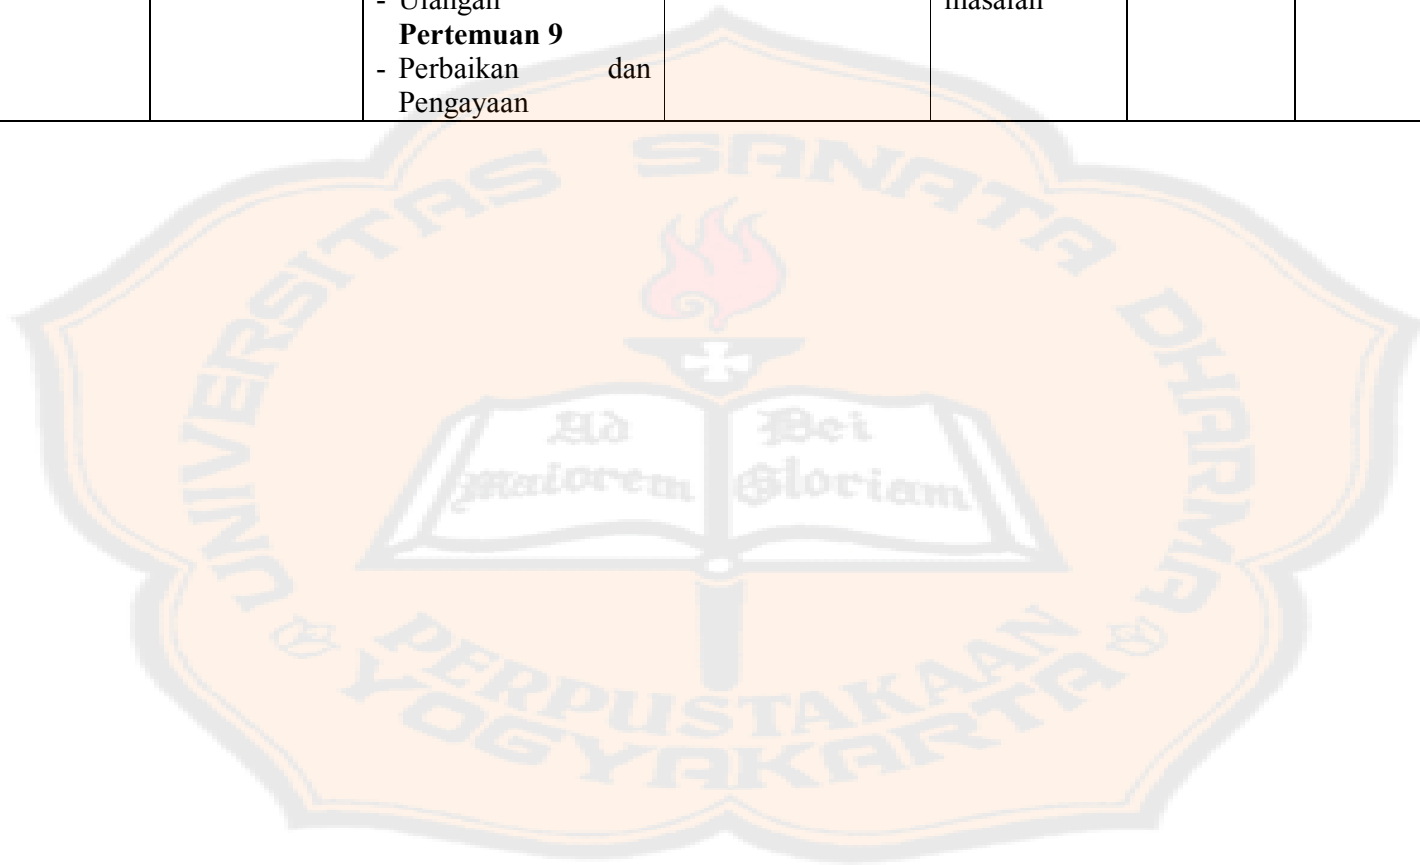 - Ulangan
masalah
Pertemuan 9
- Perbaikan dan
Pengayaan
UNIVERSITAS SANATA DHARMA
Ad
Maiorem
Dei
Gloriam
PERPUSTAKAAN
YOGYAKARTA